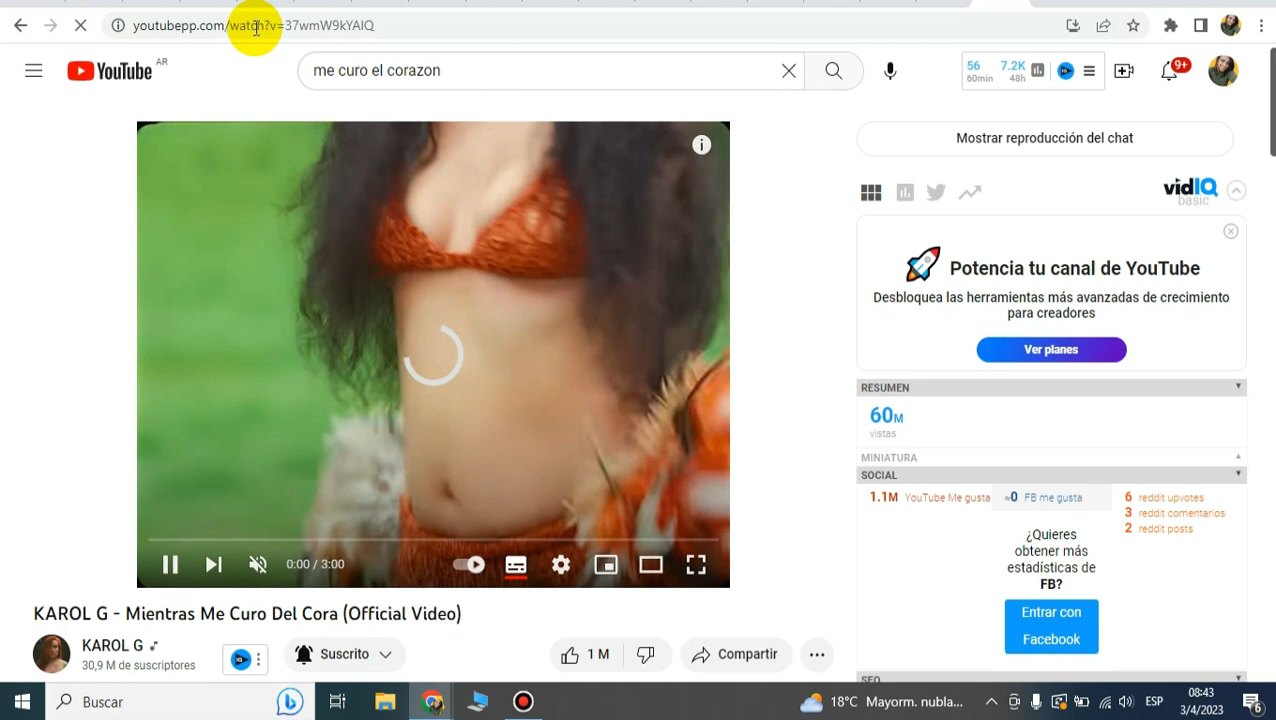 youtubepp.com/watch?v=37wmW9kYAIQ
YouTube AR
me curo el corazon
56 7.2K
60min 48h
9+
Mostrar reproducción del chat
vidIQ
basic
Potencia tu canal de YouTube
Desbloquea las herramientas más avanzadas de crecimiento
para creadores
Ver planes
RESUMEN
60M
vistas
MINIATURA
SOCIAL
1.1M YouTube Me gusta
≈0 FB me gusta
6 reddit upvotes
3 reddit comentarios
2 reddit posts
¿Quieres
obtener más
estadísticas de
FB?
Entrar con
Facebook
SEO
0:00 / 3:00
KAROL G - Mientras Me Curo Del Cora (Official Video)
KAROL G
30,9 M de suscriptores
Suscrito
1 M
Compartir
Buscar
18°C Mayorm. nubla...
ESP
08:43
3/4/2023
6